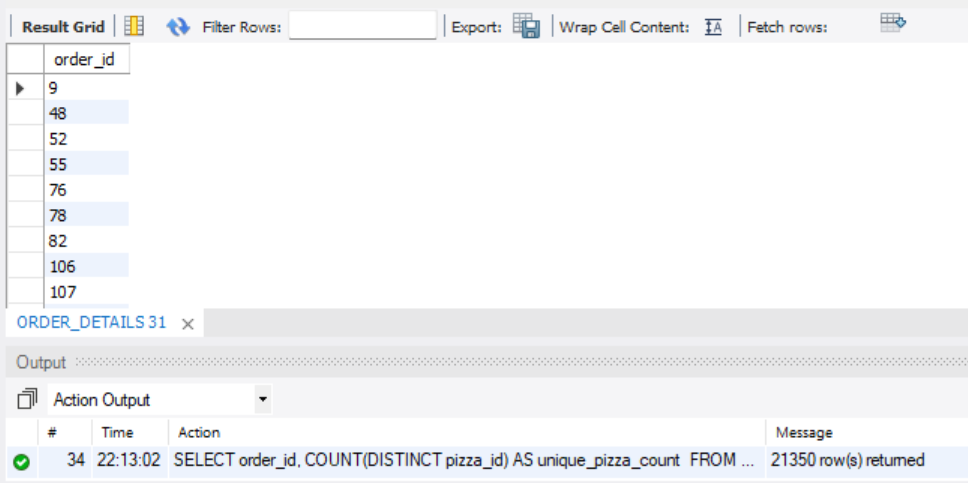 Result Grid Filter Rows: Export: Wrap Cell Content: IA Fetch rows:
order_id
9
48
52
55
76
78
82
106
107
ORDER_DETAILS 31 ×
Output
Action Output
# Time Action Message
34 22:13:02 SELECT order_id, COUNT(DISTINCT pizza_id) AS unique_pizza_count FROM ... 21350 row(s) returned